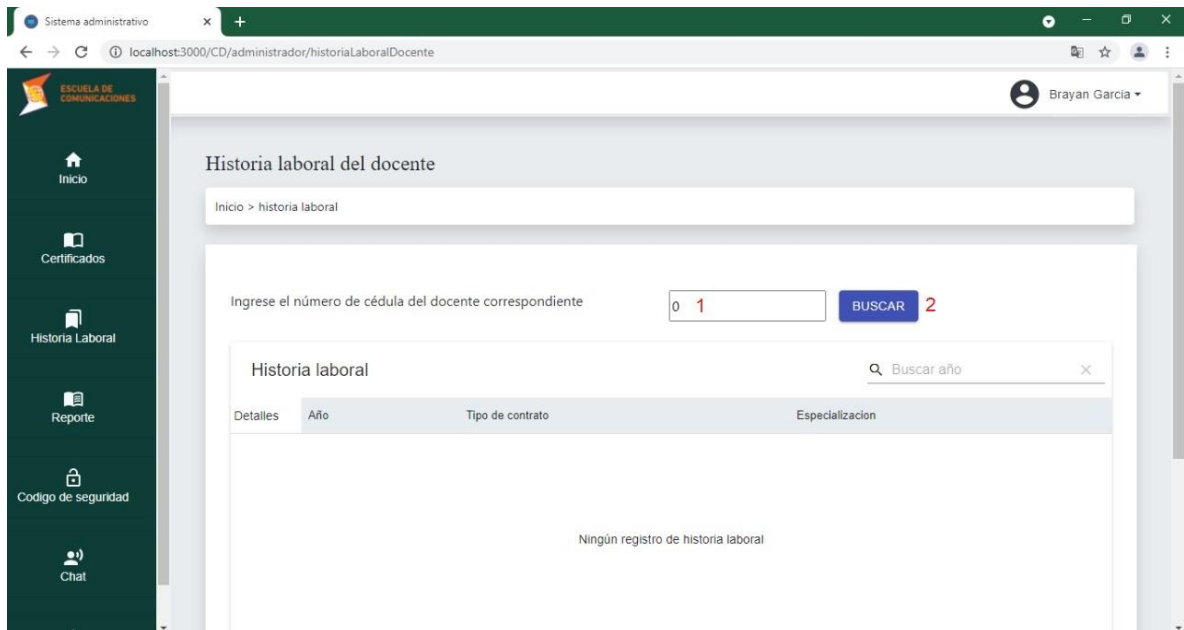 Sistema administrativo
localhost:3000/CD/administrador/historiaLaboralDocente
ESCUELA DE
COMUNICACIONES
Brayan Garcia
Inicio
Certificados
Historia Laboral
Reporte
Codigo de seguridad
Chat
Historia laboral del docente
Inicio > historia laboral
Ingrese el número de cédula del docente correspondiente 0 1 BUSCAR 2
Historia laboral Buscar año
Detalles Año Tipo de contrato Especializacion
Ningún registro de historia laboral